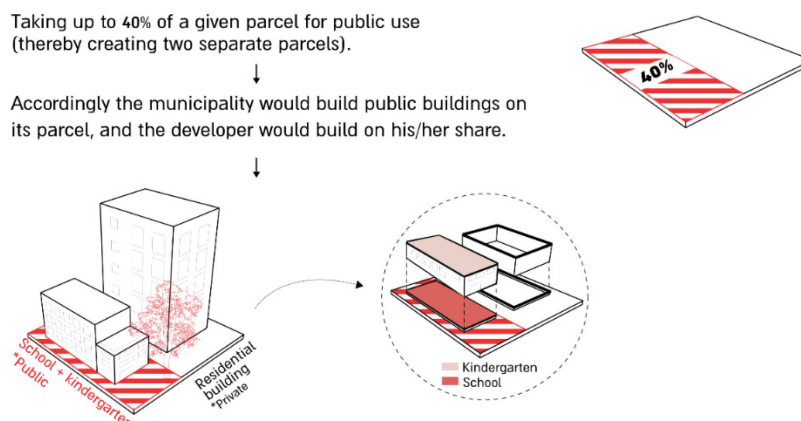 Taking up to 40% of a given parcel for public use
(thereby creating two separate parcels).
40%
Accordingly the municipality would build public buildings on
its parcel, and the developer would build on his/her share.
School + kindergarten
*Public
Residential
building
*Private
Kindergarten
School